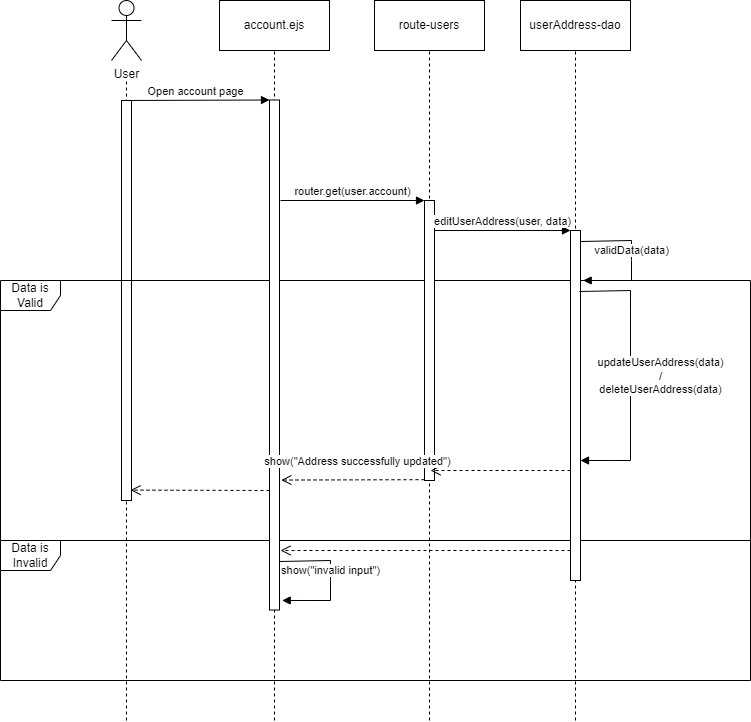 account.ejs
route-users
userAddress-dao
User
Open account page
router.get(user.account)
editUserAddress(user, data)
validData(data)
Data is
Valid
updateUserAddress(data)
/
deleteUserAddress(data)
show("Address successfully updated")
Data is
Invalid
show("invalid input")